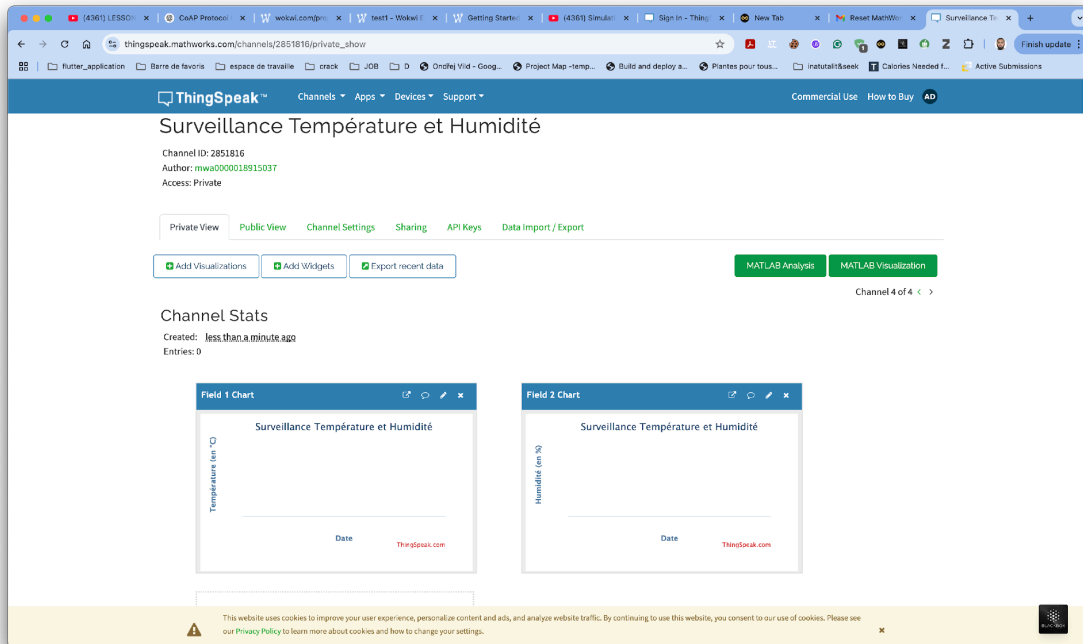 (4361) LESSON
CoAP Protocol
wokwi.com/pro
test1 - Wokwi E
Getting Started
(4361) Simulati
Sign In - Thing
New Tab
Reset MathWor
Surveillance Te
thingspeak.mathworks.com/channels/2851816/private_show
Finish update
flutter_application
Barre de favoris
espace de travaille
crack
JOB
D
Ondřej Vild - Goog...
Project Map -temp...
Build and deploy a...
Plantes pour tous...
inatutalit&seek
Calories Needed f...
Active Submissions
ThingSpeak™
Channels
Apps
Devices
Support
Commercial Use
How to Buy
AD
Surveillance Température et Humidité
Channel ID: 2851816
Author: mwa0000018915037
Access: Private
Private View
Public View
Channel Settings
Sharing
API Keys
Data Import / Export
Add Visualizations
Add Widgets
Export recent data
MATLAB Analysis
MATLAB Visualization
Channel 4 of 4 < >
Channel Stats
Created: less than a minute ago
Entries: 0
Field 1 Chart
Surveillance Température et Humidité
Température (en °C)
Date
ThingSpeak.com
Field 2 Chart
Surveillance Température et Humidité
Humidité (en %)
Date
ThingSpeak.com
This website uses cookies to improve your user experience, personalize content and ads, and analyze website traffic. By continuing to use this website, you consent to our use of cookies. Please see
our Privacy Policy to learn more about cookies and how to change your settings.
BLACKBOX